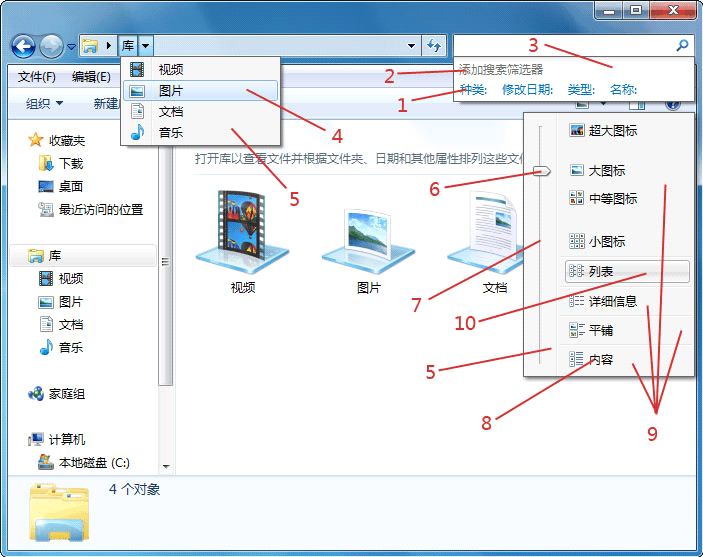 库
3
2 添加搜索筛选器
文件(F) 编辑(E)
视频
1 种类: 修改日期: 类型: 名称:
图片
组织 新建
文档
4
音乐
超大图标
收藏夹
打开库以查看文件并根据文件夹、日期和其他属性排列这些文
下载
大图标
桌面
5
6
中等图标
最近访问的位置
小图标
库
列表
视频
视频 图片 文档
图片
7
详细信息
10
文档
平铺
音乐
内容
5
家庭组
8
9
计算机
本地磁盘 (C:)
4 个对象